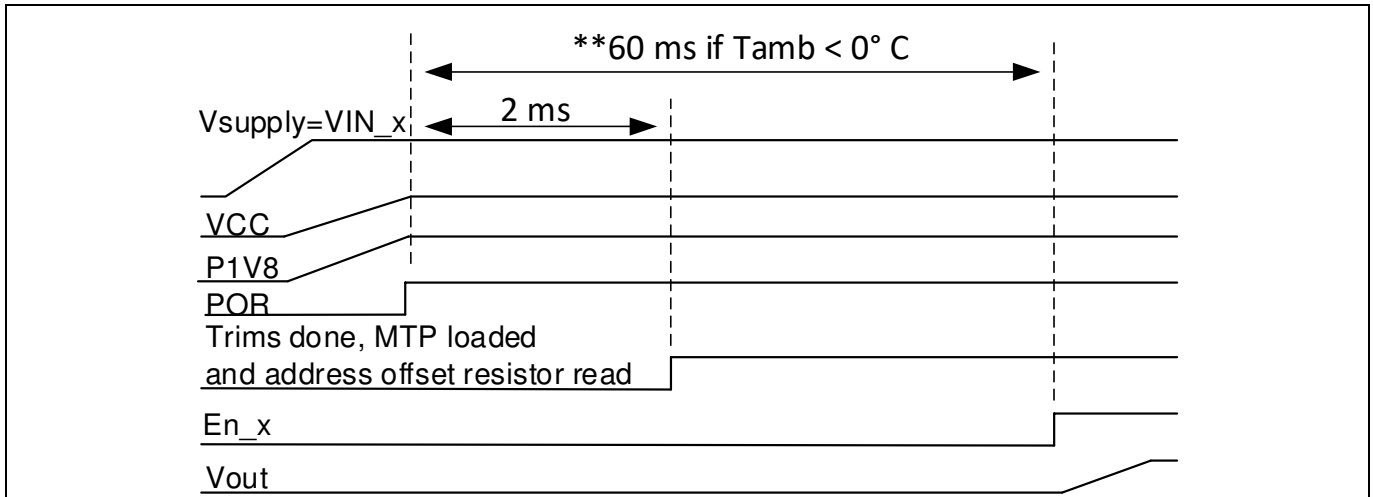 **60 ms if Tamb < 0° C
2 ms
Vsupply=VIN_x
VCC
P1V8
POR
Trims done, MTP loaded
and address offset resistor read
En_x
Vout